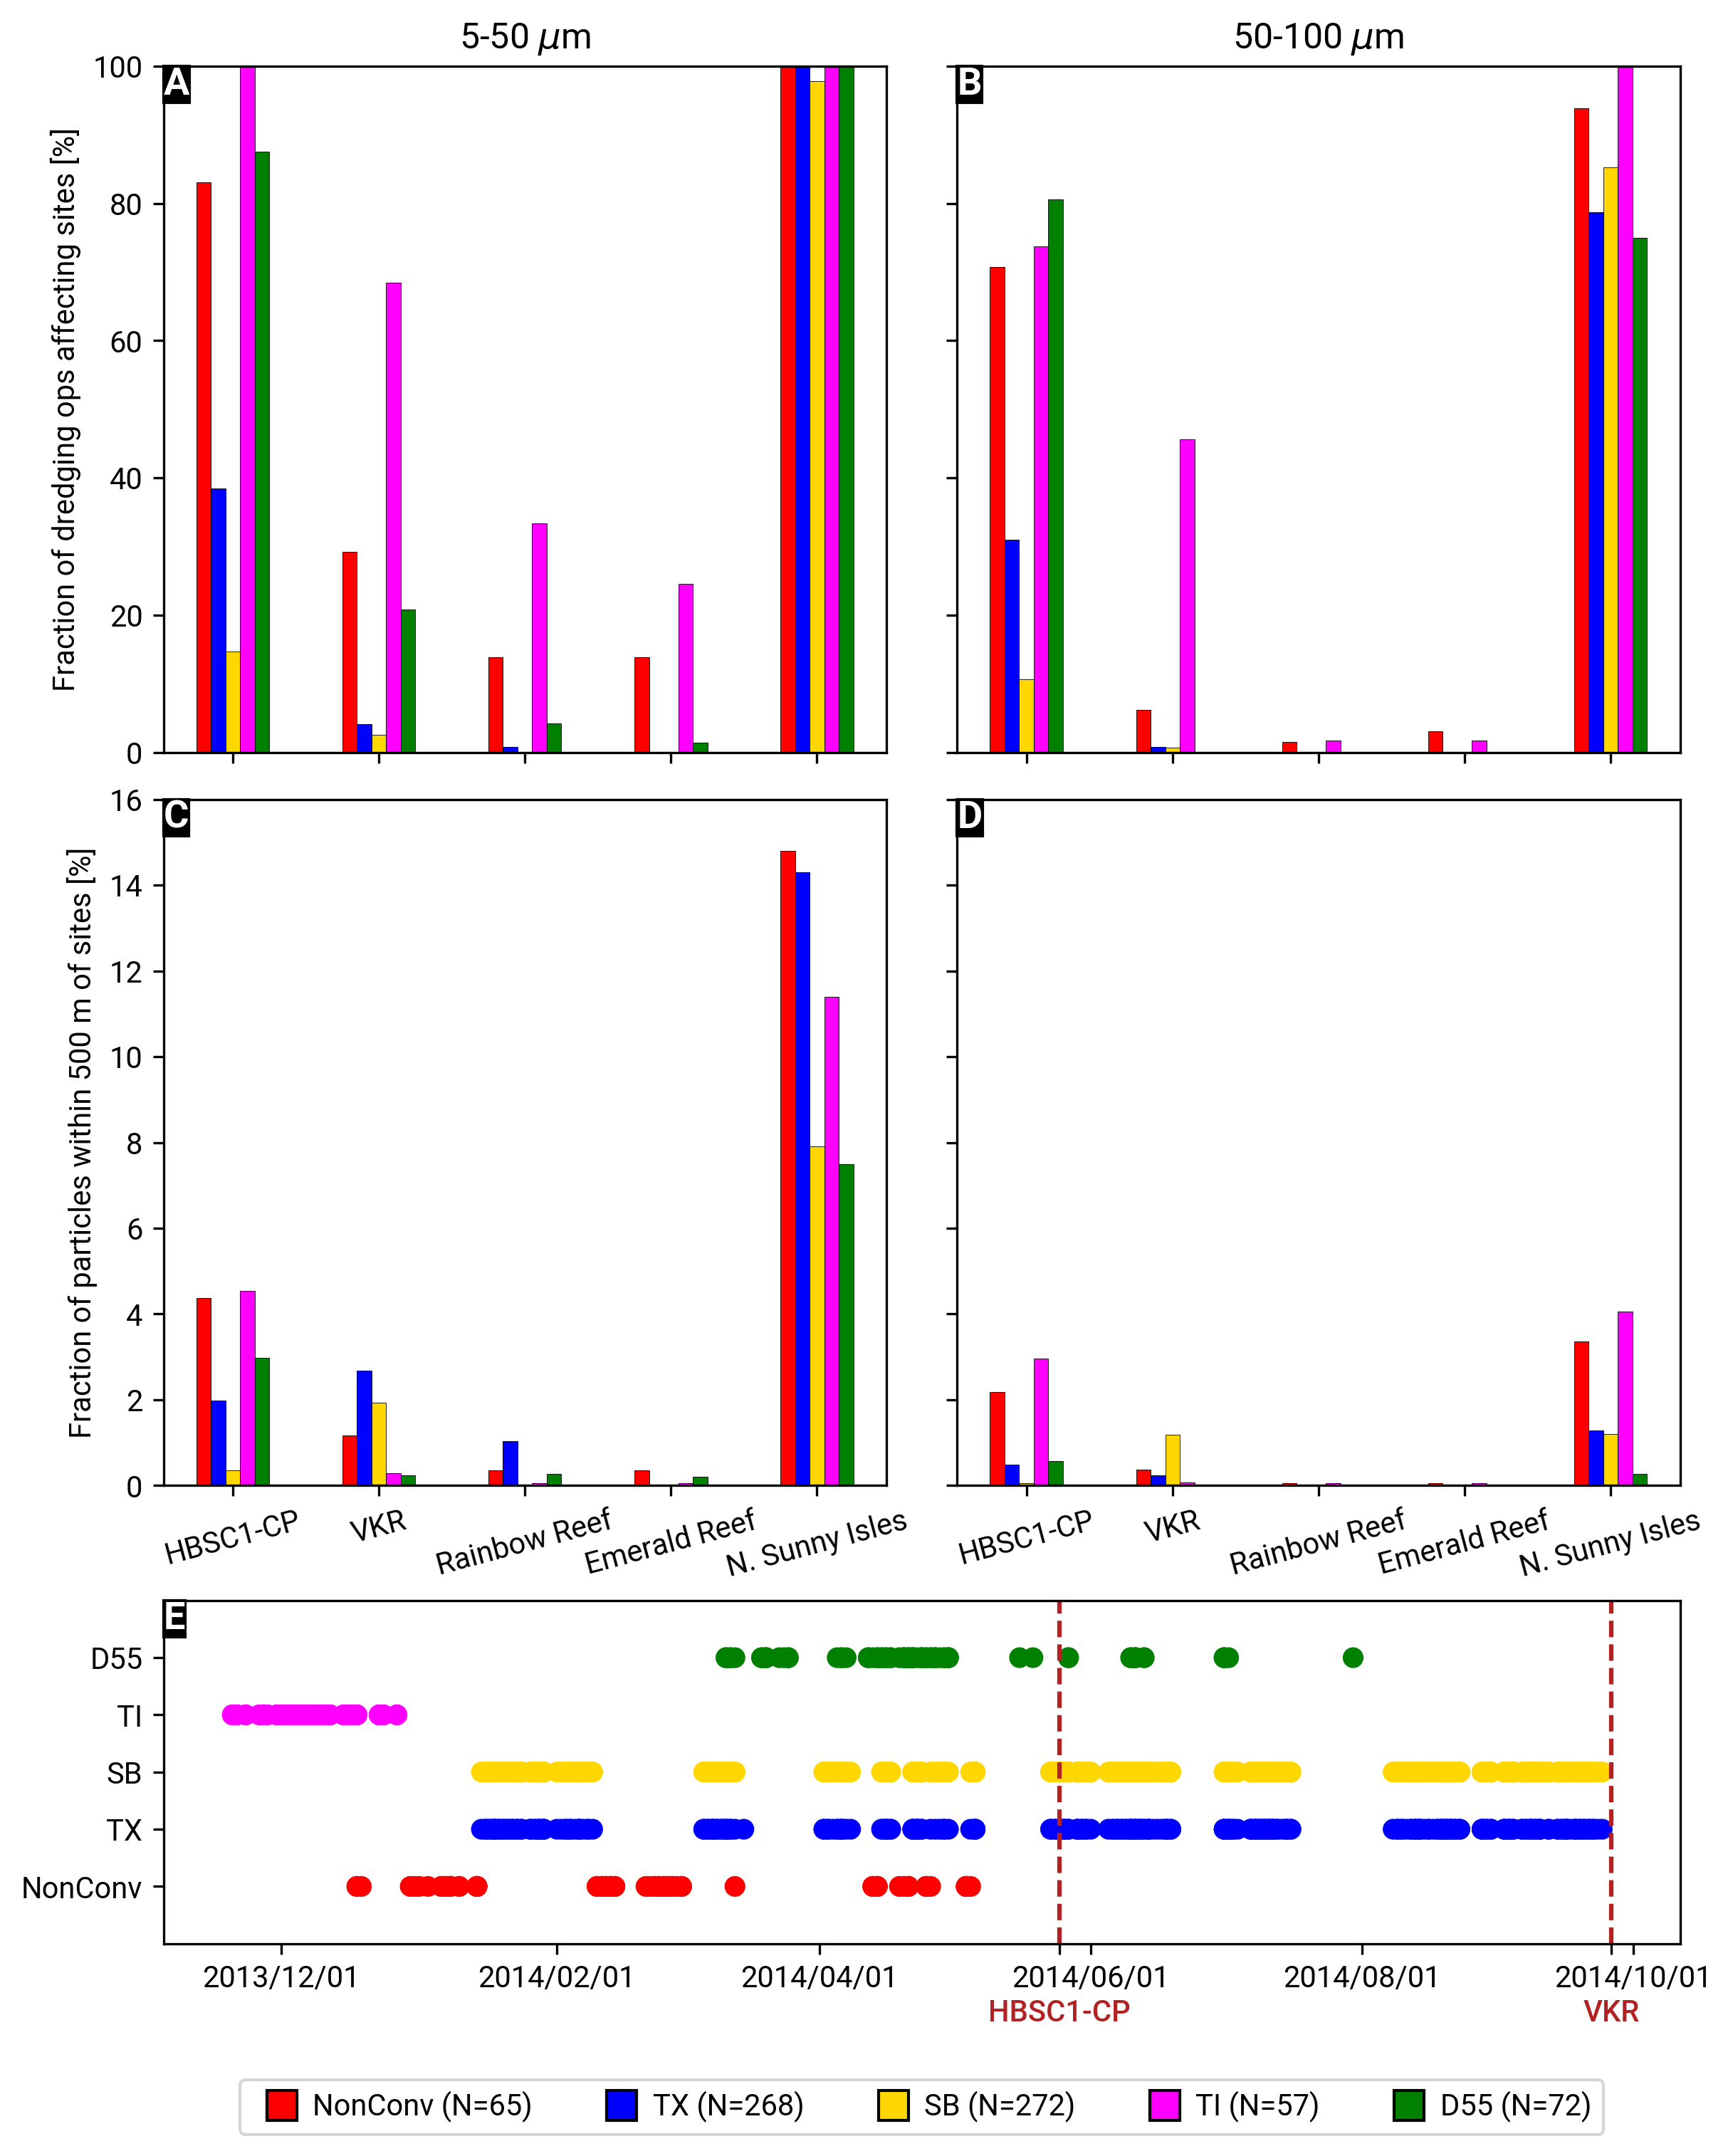 5-50 μm
50-100 μm
A
B
Fraction of dredging ops affecting sites [%]
100
80
60
40
20
0
C
D
Fraction of particles within 500 m of sites [%]
16
14
12
10
8
6
4
2
0
HBSC1-CP
VKR
Rainbow Reef
Emerald Reef
N. Sunny Isles
HBSC1-CP
VKR
Rainbow Reef
Emerald Reef
N. Sunny Isles
E
D55
TI
SB
TX
NonConv
2013/12/01
2014/02/01
2014/04/01
2014/06/01
2014/08/01
2014/10/01
HBSC1-CP
VKR
NonConv (N=65)
TX (N=268)
SB (N=272)
TI (N=57)
D55 (N=72)